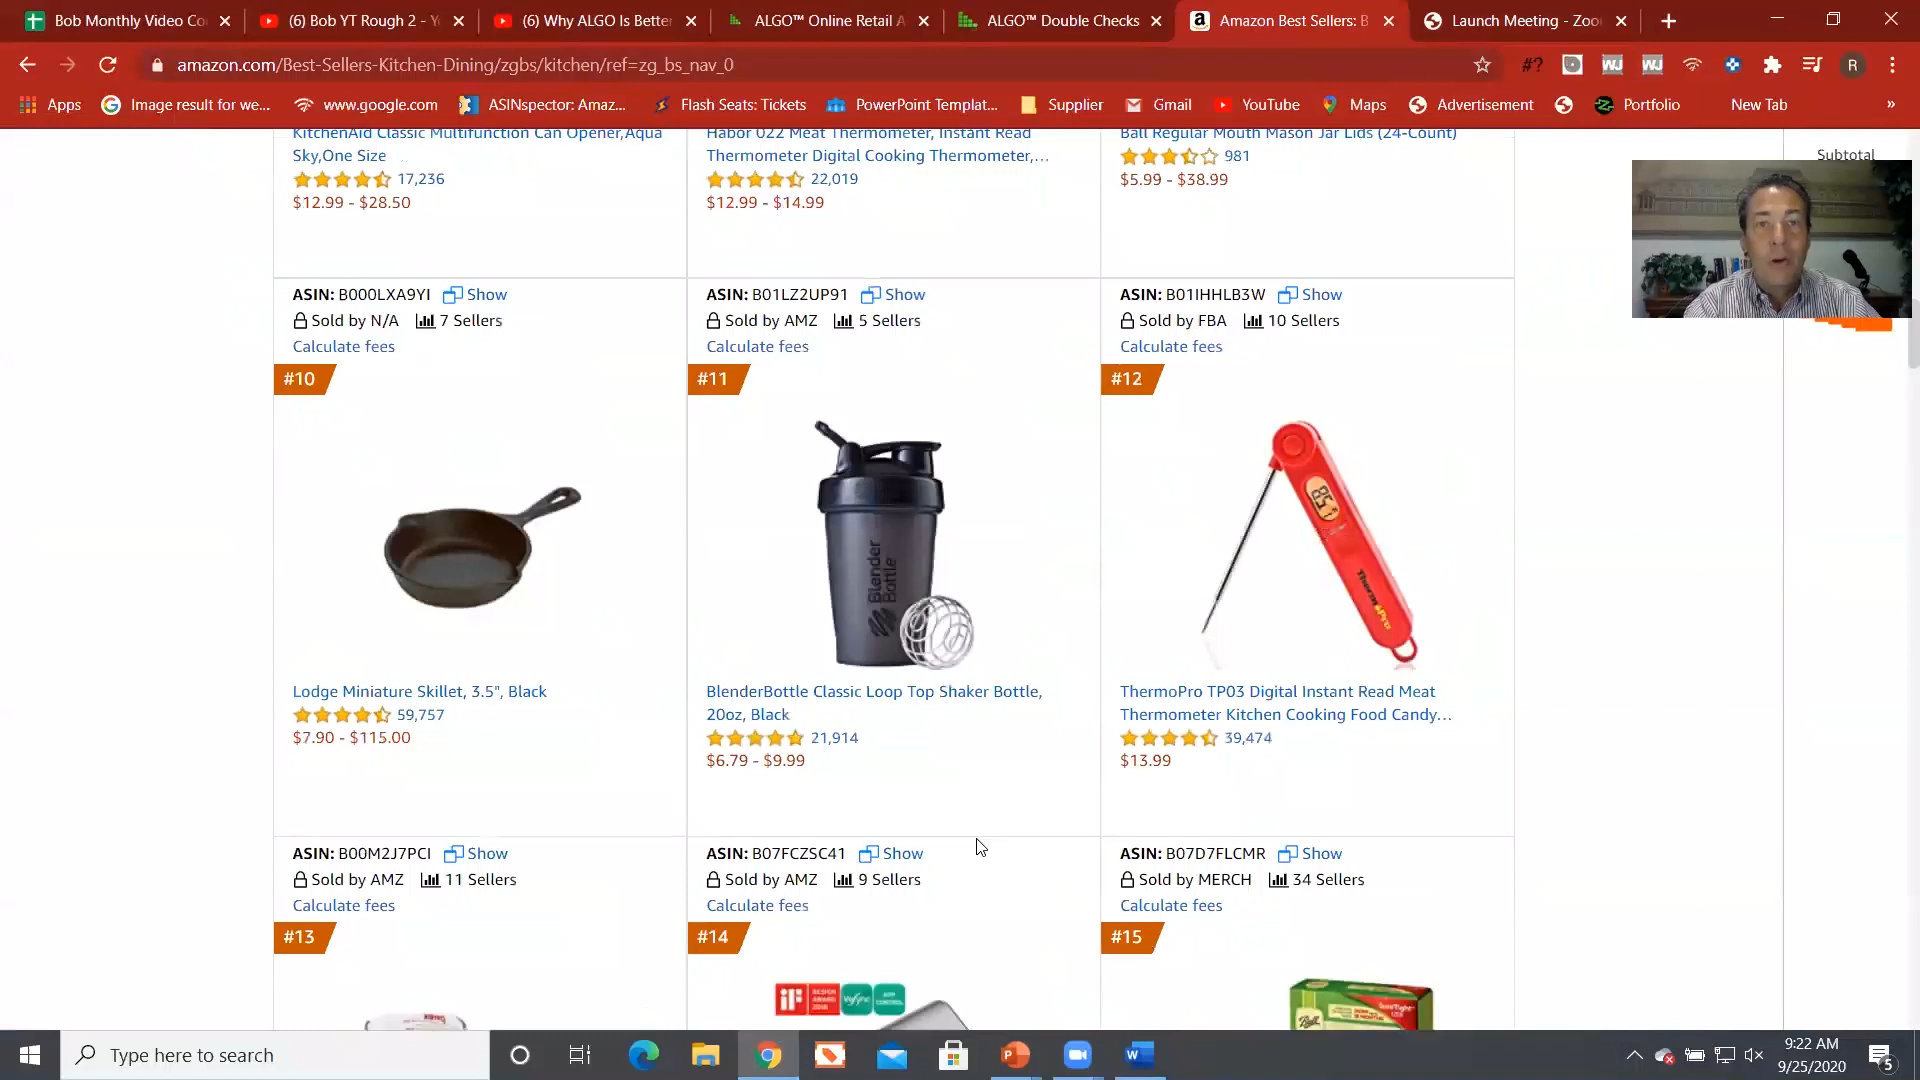 Bob Monthly Video Co
(6) Bob YT Rough 2 - Y
(6) Why ALGO Is Better
ALGO™ Online Retail A
ALGO™ Double Checks
Amazon Best Sellers: B
Launch Meeting - Zoo
amazon.com/Best-Sellers-Kitchen-Dining/zgbs/kitchen/ref=zg_bs_nav_0
#?
WJ
WJ
R
Apps
Image result for we...
www.google.com
ASINspector: Amaz...
Flash Seats: Tickets
PowerPoint Templat...
Supplier
Gmail
YouTube
Maps
Advertisement
Portfolio
New Tab
»
KitchenAid Classic Multifunction Can Opener,Aqua
Sky,One Size
17,236
$12.99 - $28.50
Habor 022 Meat Thermometer, Instant Read
Thermometer Digital Cooking Thermometer,...
22,019
$12.99 - $14.99
Ball Regular Mouth Mason Jar Lids (24-Count)
981
$5.99 - $38.99
Subtotal
ASIN: B000LXA9YI Show
Sold by N/A 7 Sellers
Calculate fees
#10
Lodge Miniature Skillet, 3.5", Black
59,757
$7.90 - $115.00
ASIN: B01LZ2UP91 Show
Sold by AMZ 5 Sellers
Calculate fees
#11
Blender
Bottle
BlenderBottle Classic Loop Top Shaker Bottle,
20oz, Black
21,914
$6.79 - $9.99
ASIN: B01IHHLB3W Show
Sold by FBA 10 Sellers
Calculate fees
#12
ThermoPro
ThermoPro TP03 Digital Instant Read Meat
Thermometer Kitchen Cooking Food Candy...
39,474
$13.99
ASIN: B00M2J7PCI Show
Sold by AMZ 11 Sellers
Calculate fees
#13
ASIN: B07FCZSC41 Show
Sold by AMZ 9 Sellers
Calculate fees
#14
ASIN: B07D7FLCMR Show
Sold by MERCH 34 Sellers
Calculate fees
#15
Ball
Type here to search
9:22 AM
9/25/2020
5